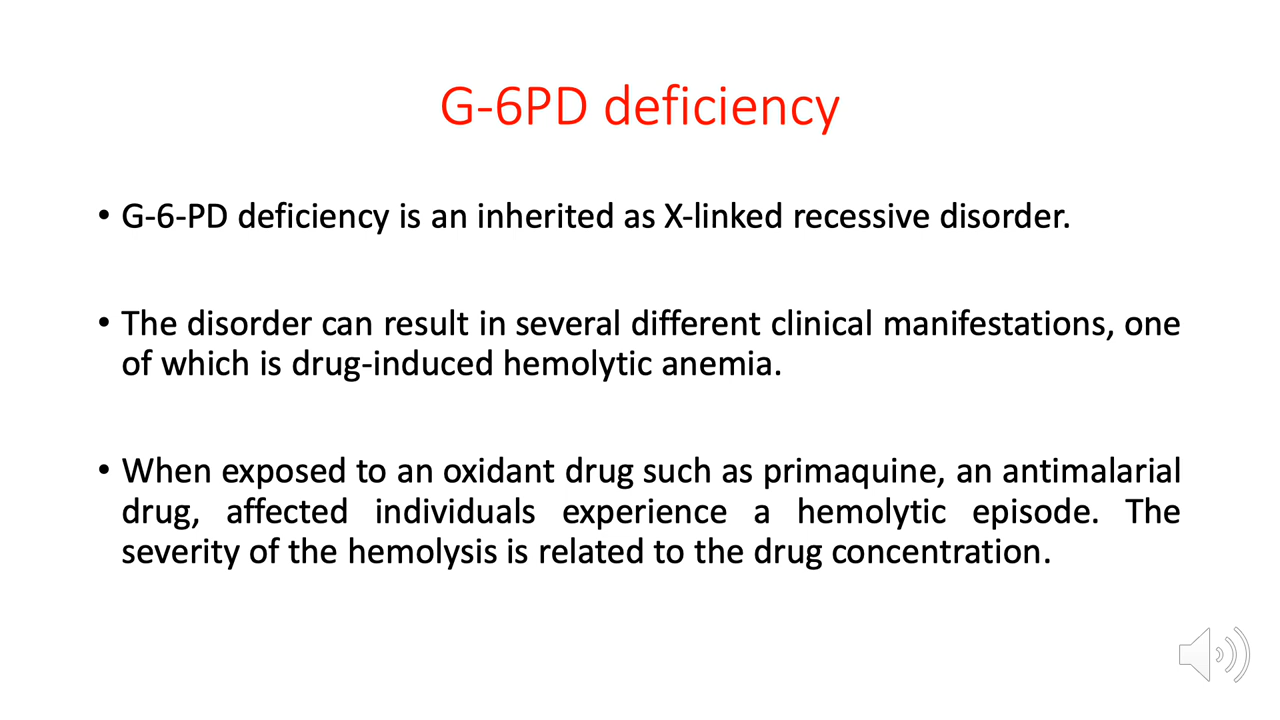 G-6PD deficiency
• G-6-PD deficiency is an inherited as X-linked recessive disorder.
• The disorder can result in several different clinical manifestations, one
of which is drug-induced hemolytic anemia.
• When exposed to an oxidant drug such as primaquine, an antimalarial
drug, affected individuals experience a hemolytic episode. The
severity of the hemolysis is related to the drug concentration.